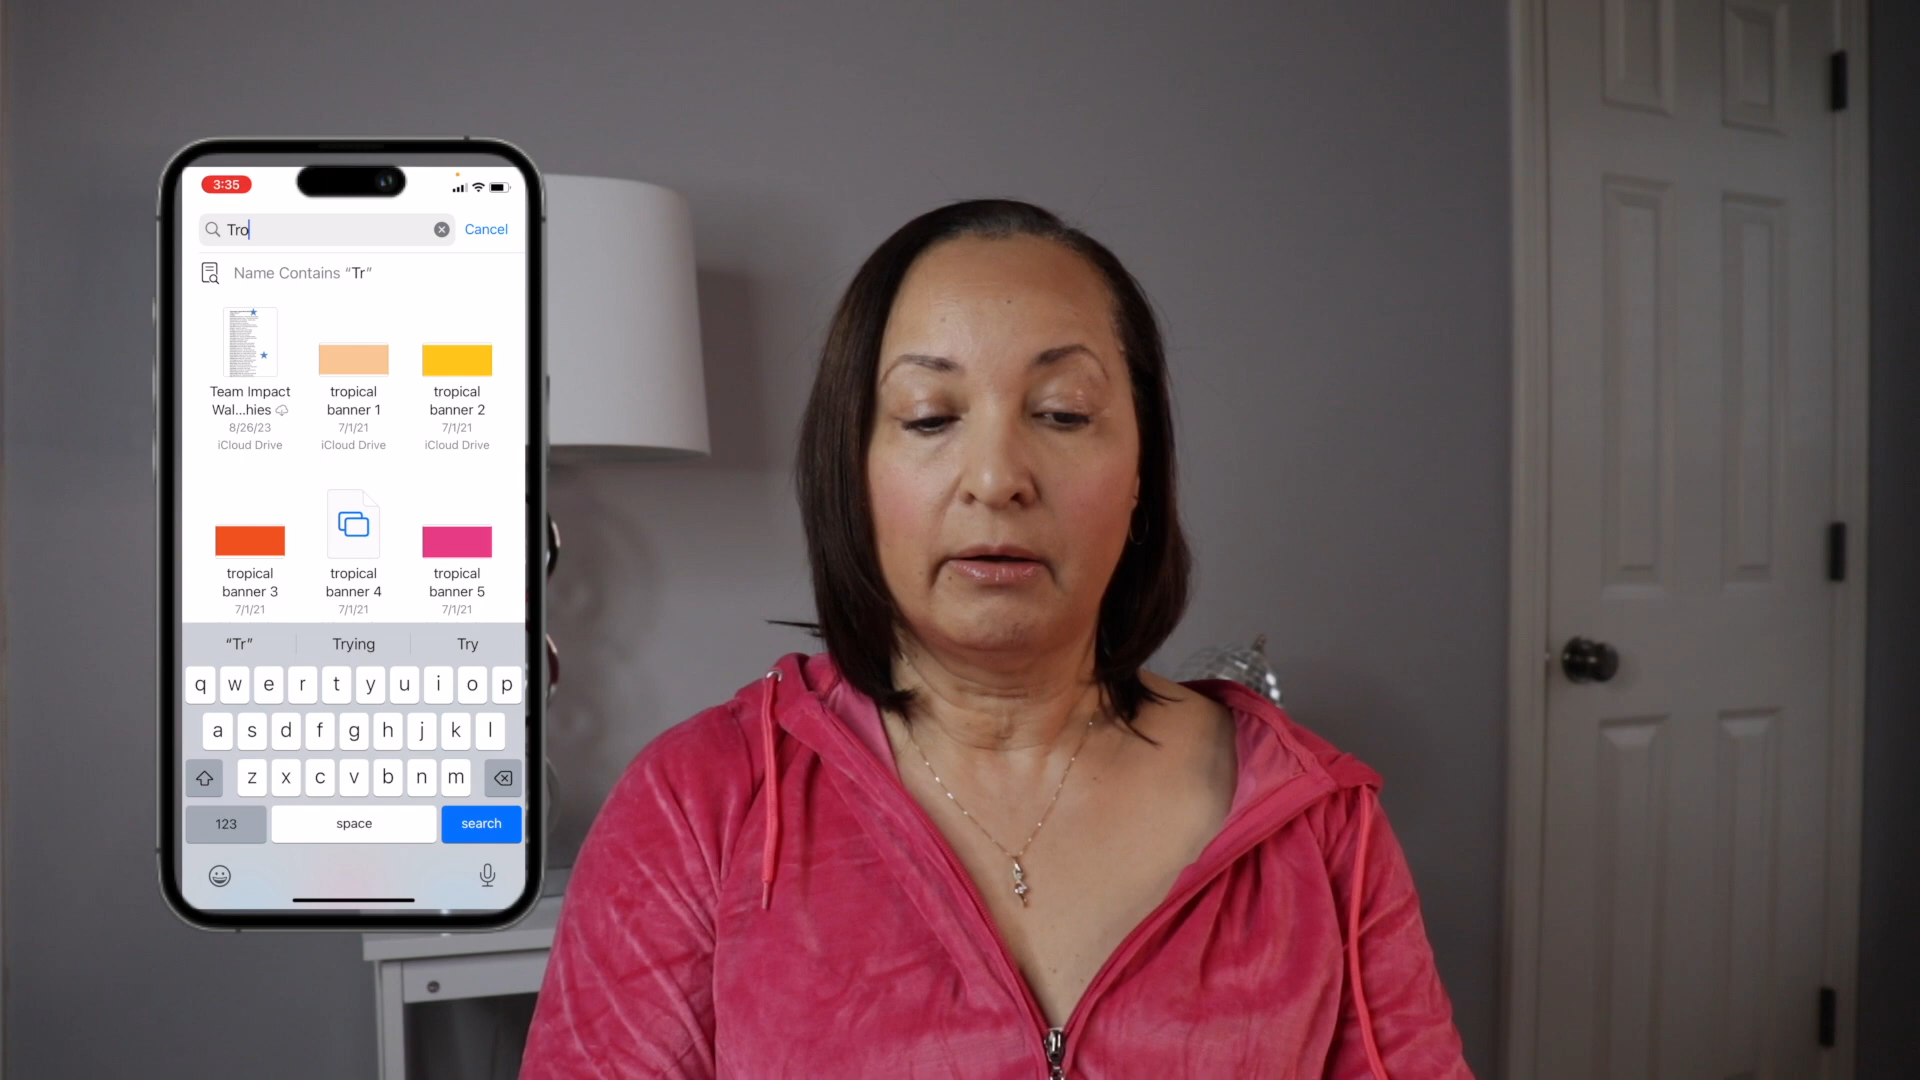 3:35
Tro
Cancel
Name Contains “Tr”
Team Impact
Wal...hies
8/26/23
iCloud Drive
tropical
banner 1
7/1/21
iCloud Drive
tropical
banner 2
7/1/21
iCloud Drive
tropical
banner 3
7/1/21
tropical
banner 4
7/1/21
tropical
banner 5
7/1/21
“Tr” Trying Try
q w e r t y u i o p
a s d f g h j k l
z x c v b n m
123 space search